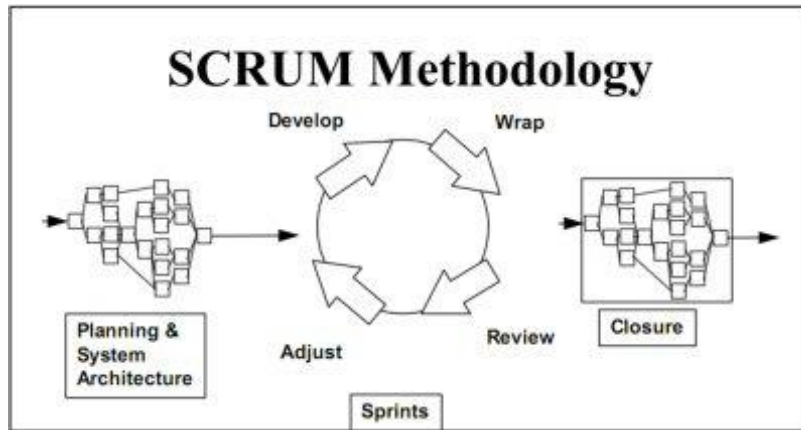 SCRUM Methodology
Develop
Wrap
Planning &
System
Architecture
Adjust
Review
Closure
Sprints